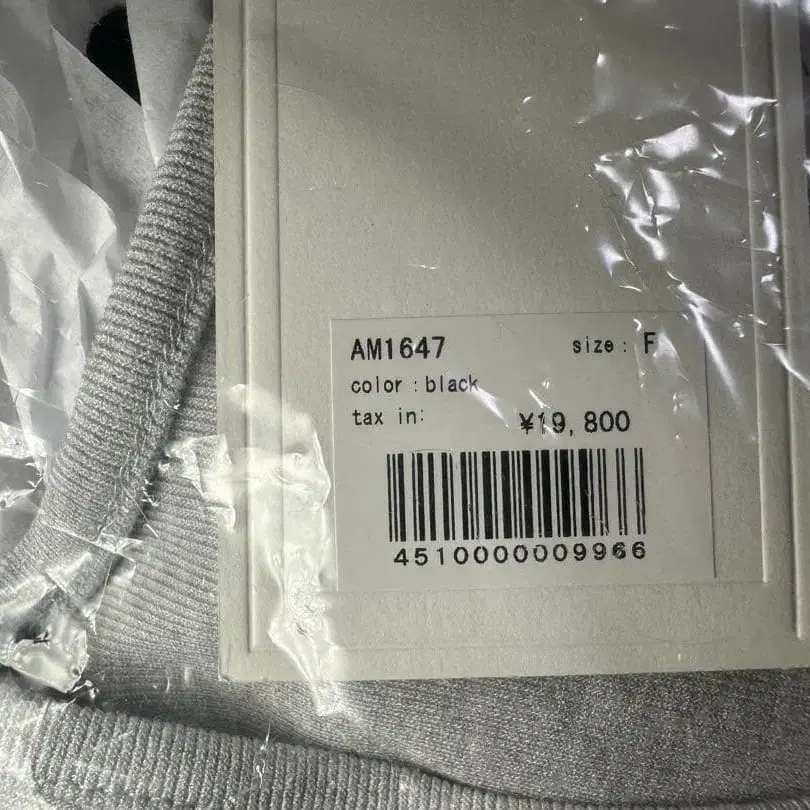 AM1647 size: F
color:black
tax in: ¥19,800
4510000009966